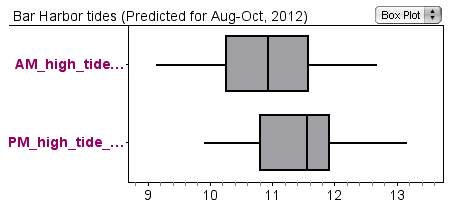 Bar Harbor tides (Predicted for Aug-Oct, 2012) Box Plot
AM_high_tide...
PM_high_tide_...
9 10 11 12 13